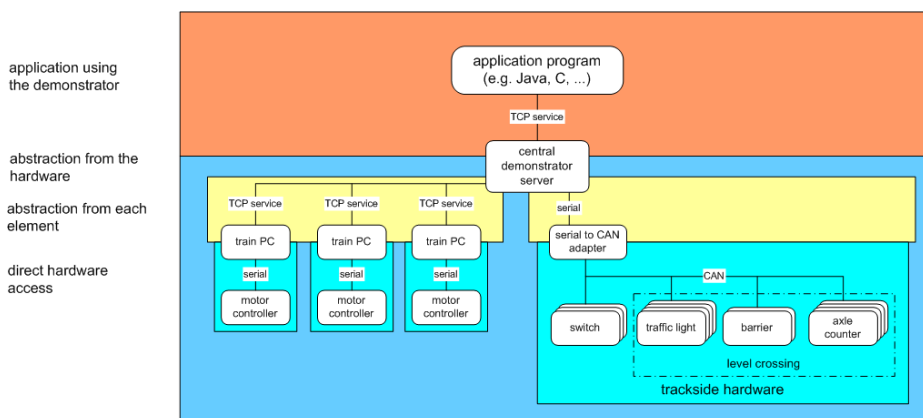 application using
the demonstrator
application program
(e.g. Java, C, ...)
TCP service
abstraction from the
hardware
central
demonstrator
server
abstraction from each
element
TCP service
TCP service
TCP service
serial
train PC
train PC
train PC
serial to CAN
adapter
direct hardware
access
serial
serial
serial
CAN
motor
controller
motor
controller
motor
controller
switch
traffic light
barrier
axle
counter
level crossing
trackside hardware